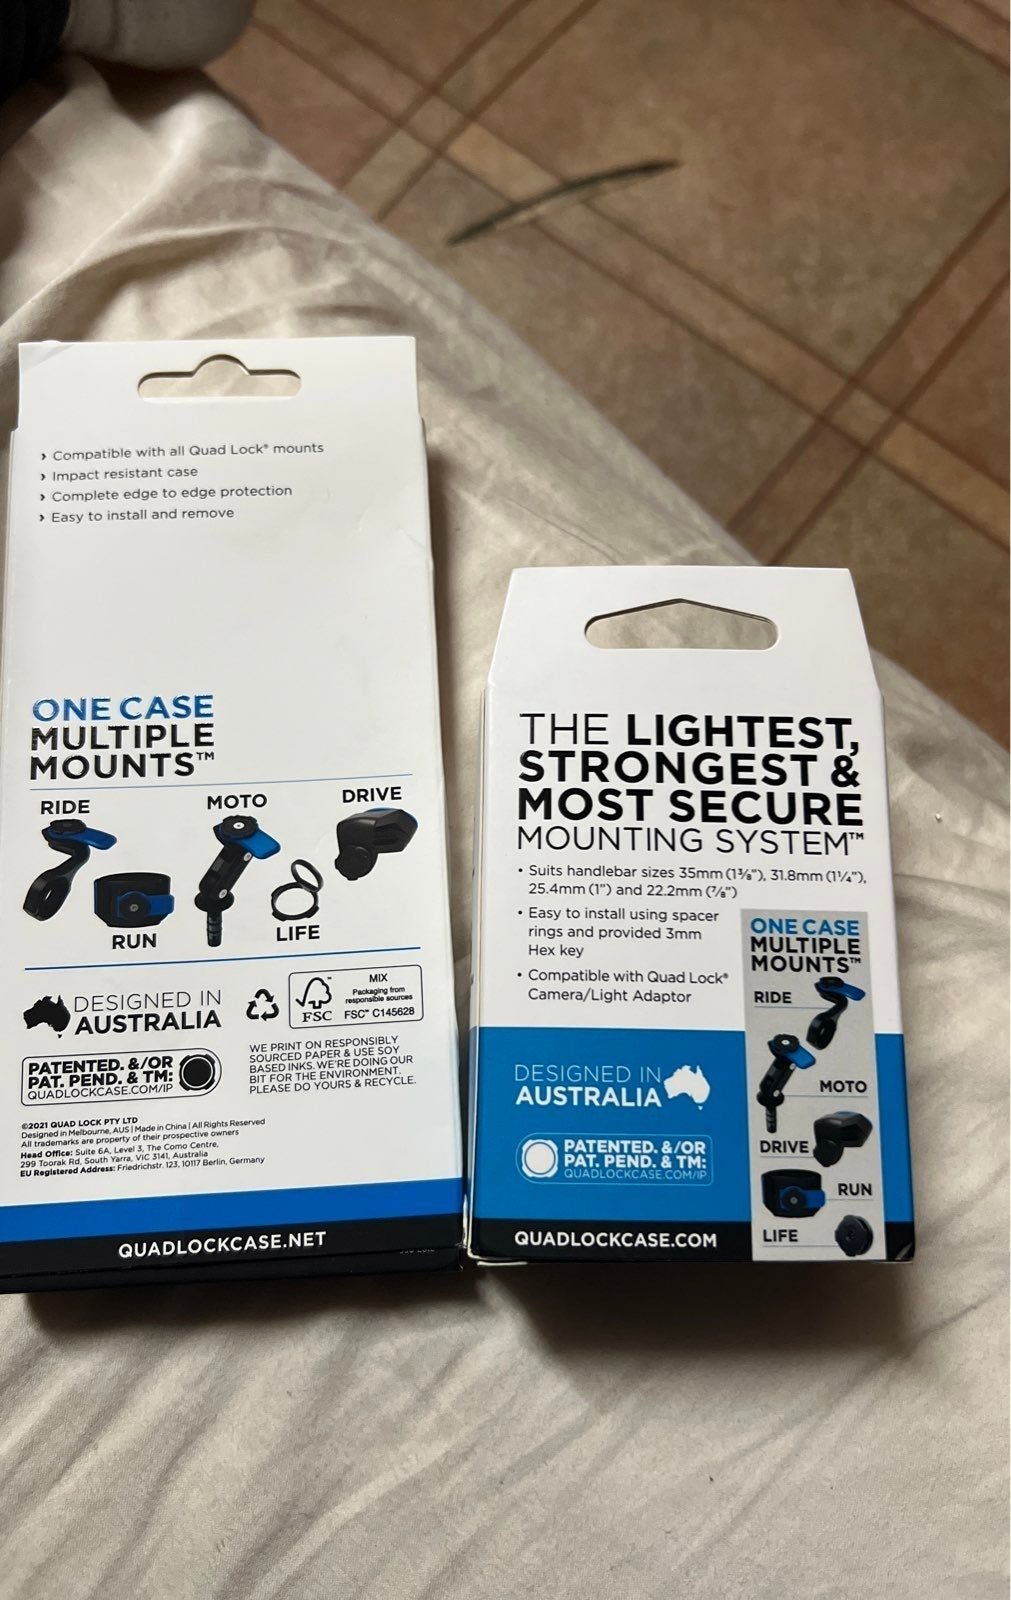 › Compatible with all Quad Lock® mounts
› Impact resistant case
› Complete edge to edge protection
› Easy to install and remove
ONE CASE
MULTIPLE
MOUNTS™
RIDE
MOTO
DRIVE
RUN
LIFE
DESIGNED IN
AUSTRALIA
FSC
MIX
Packaging from
responsible sources
FSC™ C145628
PATENTED. &/OR
PAT. PEND. & TM:
QUADLOCKCASE.COM/IP
WE PRINT ON RESPONSIBLY
SOURCED PAPER & USE SOY
BASED INKS. WE'RE DOING OUR
BIT FOR THE ENVIRONMENT.
PLEASE DO YOURS & RECYCLE.
©2021 QUAD LOCK PTY LTD
Designed in Melbourne, AUS | Made in China | All Rights Reserved
All trademarks are property of their prospective owners
Head Office: Suite 6A, Level 3, The Como Centre,
299 Toorak Rd, South Yarra, VIC 3141, Australia
EU Registered Address: Friedrichstr. 123, 10117 Berlin, Germany
QUADLOCKCASE.NET
THE LIGHTEST,
STRONGEST &
MOST SECURE
MOUNTING SYSTEM™
• Suits handlebar sizes 35mm (1⅜"), 31.8mm (1¼"),
25.4mm (1") and 22.2mm (⅞")
• Easy to install using spacer
rings and provided 3mm
Hex key
• Compatible with Quad Lock®
Camera/Light Adaptor
ONE CASE
MULTIPLE
MOUNTS™
RIDE
MOTO
DRIVE
RUN
LIFE
DESIGNED IN
AUSTRALIA
PATENTED. &/OR
PAT. PEND. & TM:
QUADLOCKCASE.COM/IP
QUADLOCKCASE.COM